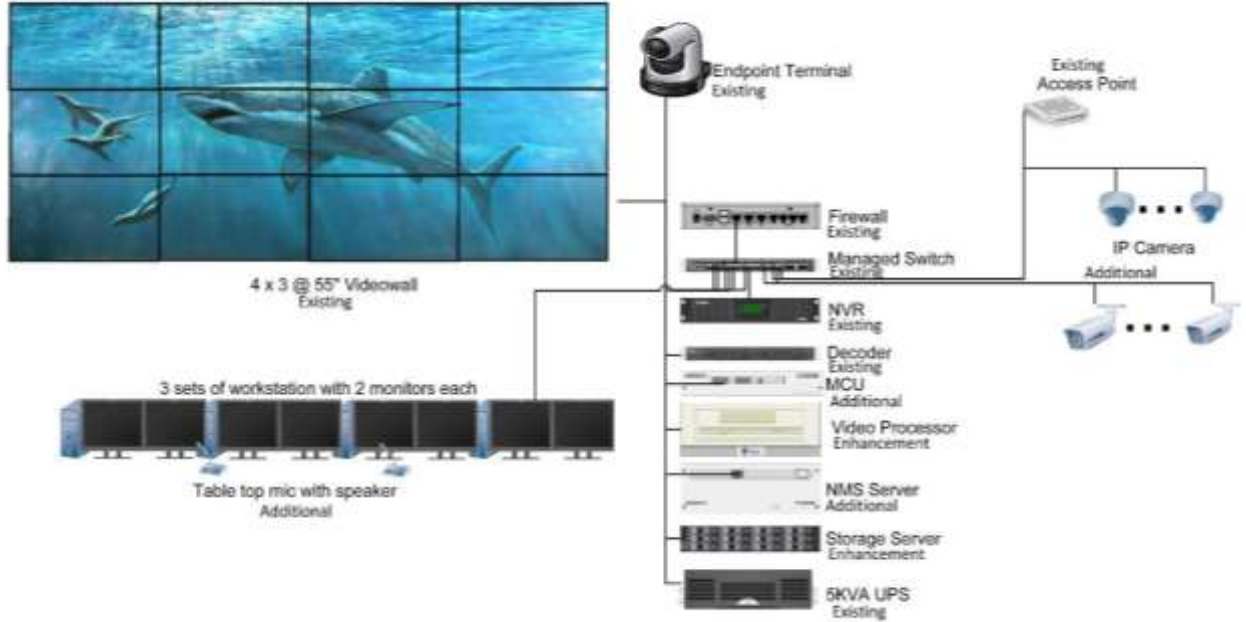 Endpoint Terminal
Existing
Existing
Access Point
Firewall
Existing
IP Camera
Additional
Managed Switch
Existing
4 x 3 @ 55" Videowall
Existing
NVR
Existing
Decoder
Existing
MCU
Additional
3 sets of workstation with 2 monitors each
Video Processor
Enhancement
Table top mic with speaker
Additional
NMS Server
Additional
Storage Server
Enhancement
5KVA UPS
Existing